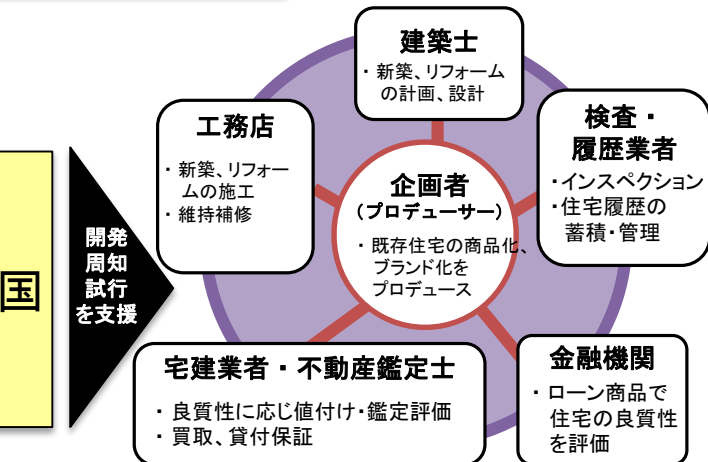 国
開発
周知
試行
を支援
建築士
・新築、リフォーム
の計画、設計
工務店
・新築、リフォー
ムの施工
・維持補修
検査・
履歴業者
・インスペクション
・住宅履歴の
蓄積・管理
企画者
(プロデューサー)
・既存住宅の商品化、
ブランド化を
プロデュース
宅建業者・不動産鑑定士
・良質性に応じ値付け・鑑定評価
・買取、貸付保証
金融機関
・ローン商品で
住宅の良質性
を評価